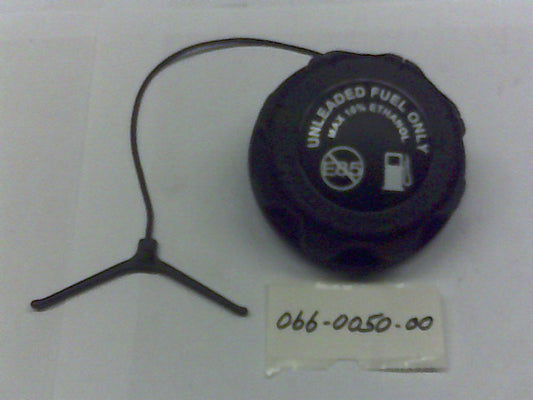 UNLEADED FUEL ONLY
MAX 10% ETHANOL
E85
066-0050-00